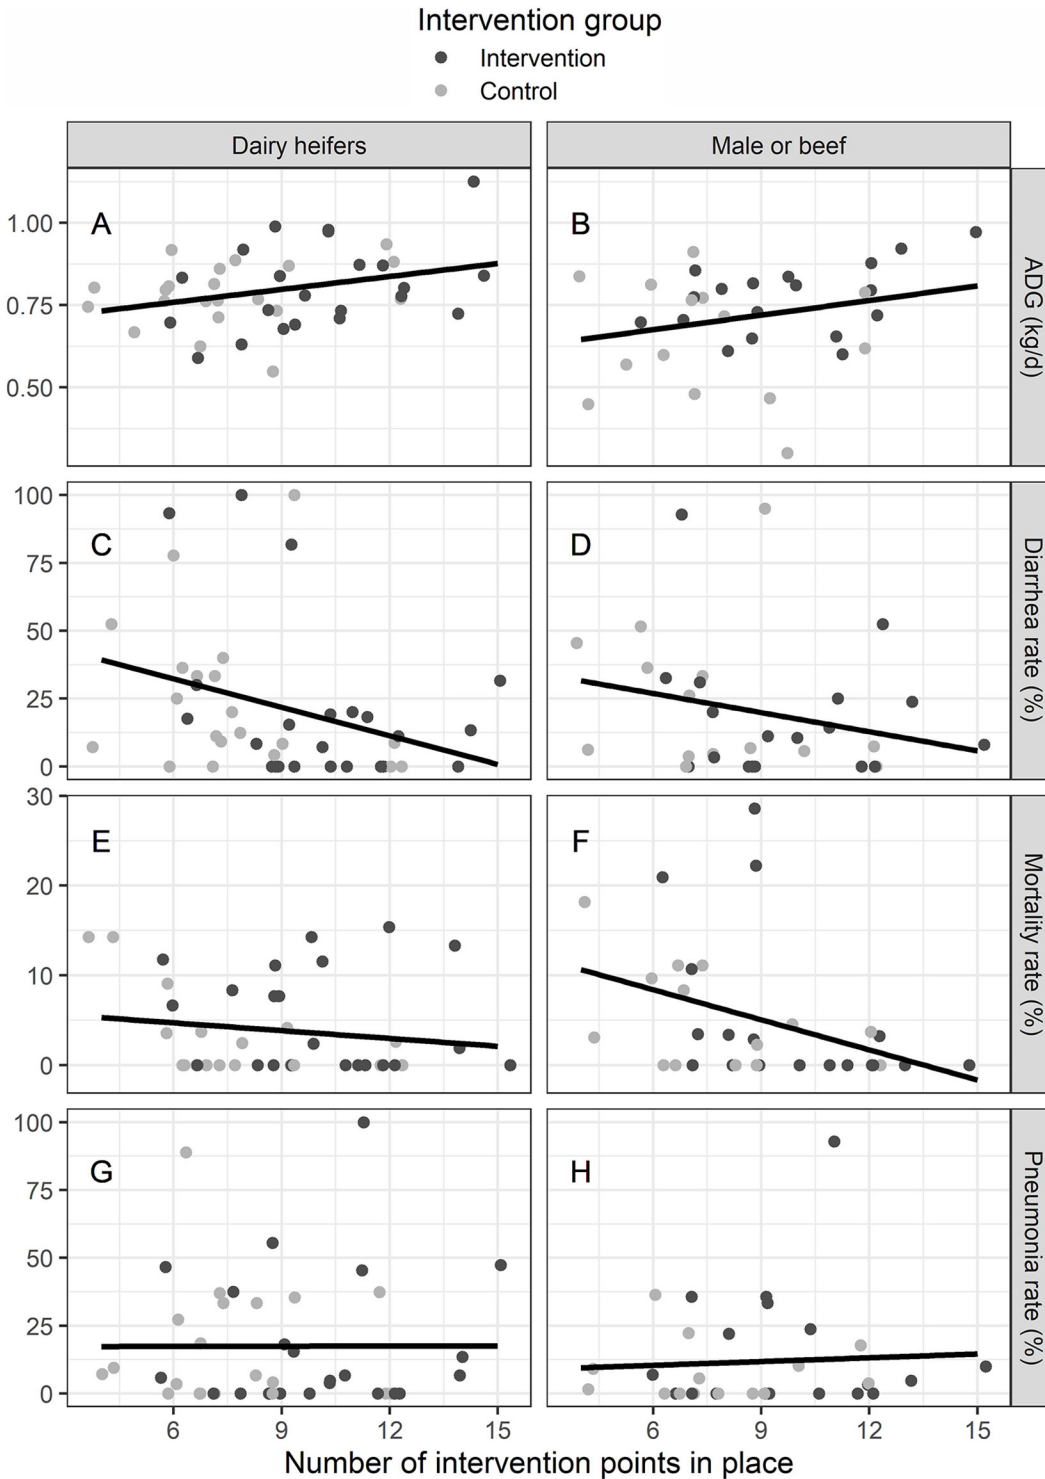 Intervention group
Intervention
Control
Dairy heifers
Male or beef
A
B
1.00
0.75
0.50
ADG (kg/d)
C
D
100
75
50
25
0
Diarrhea rate (%)
E
F
30
20
10
0
Mortality rate (%)
G
H
100
75
50
25
0
Pneumonia rate (%)
6 9 12 15 6 9 12 15
Number of intervention points in place